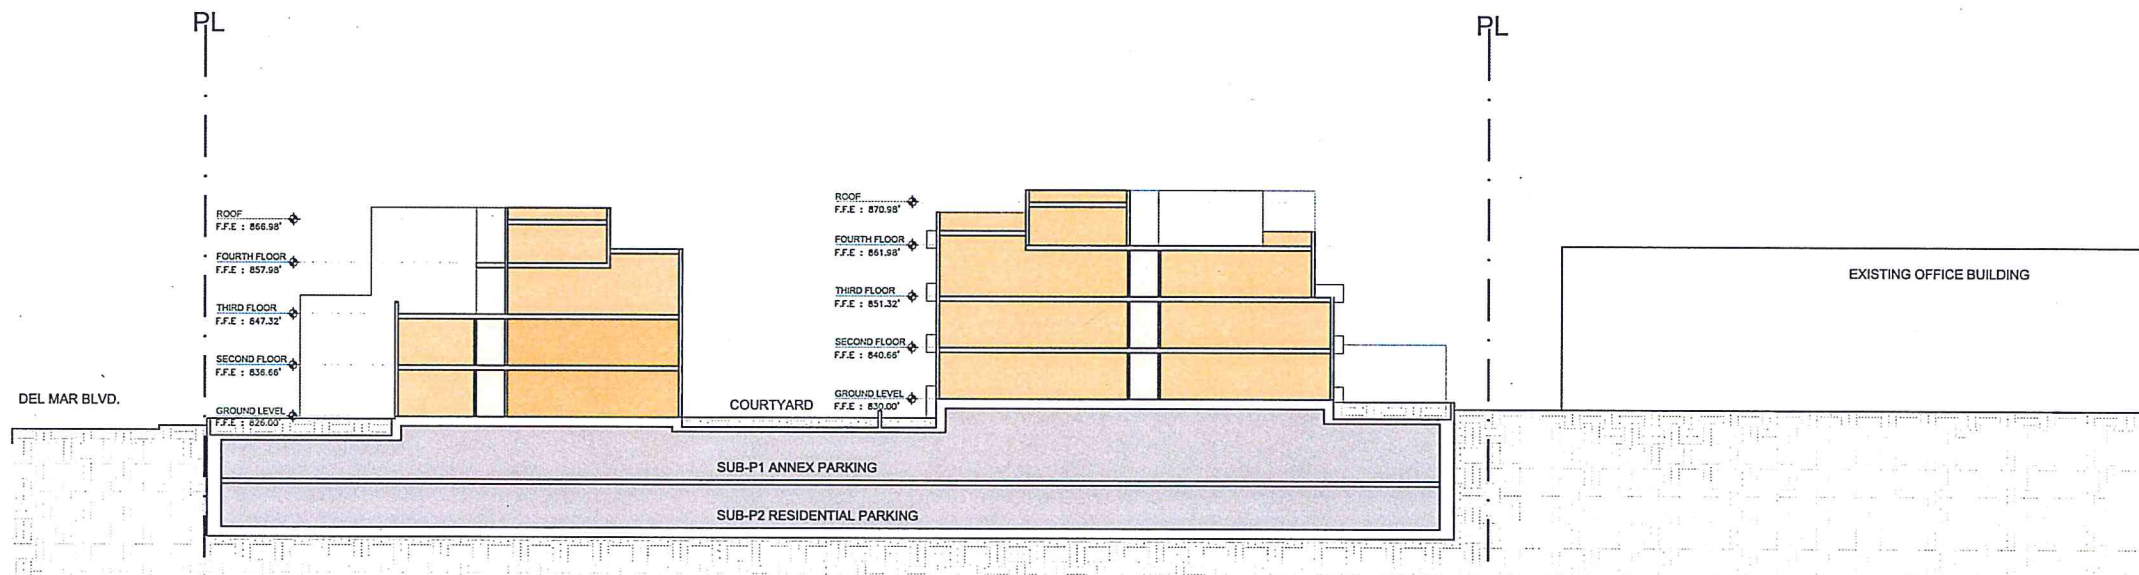 PL
PL
ROOF
F.F.E : 866.98'
FOURTH FLOOR
F.F.E : 857.98'
THIRD FLOOR
F.F.E : 847.32'
SECOND FLOOR
F.F.E : 836.66'
GROUND LEVEL
F.F.E : 826.00'
DEL MAR BLVD.
COURTYARD
ROOF
F.F.E : 870.98'
FOURTH FLOOR
F.F.E : 861.98'
THIRD FLOOR
F.F.E : 851.32'
SECOND FLOOR
F.F.E : 840.66'
GROUND LEVEL
F.F.E : 830.00'
EXISTING OFFICE BUILDING
SUB-P1 ANNEX PARKING
SUB-P2 RESIDENTIAL PARKING